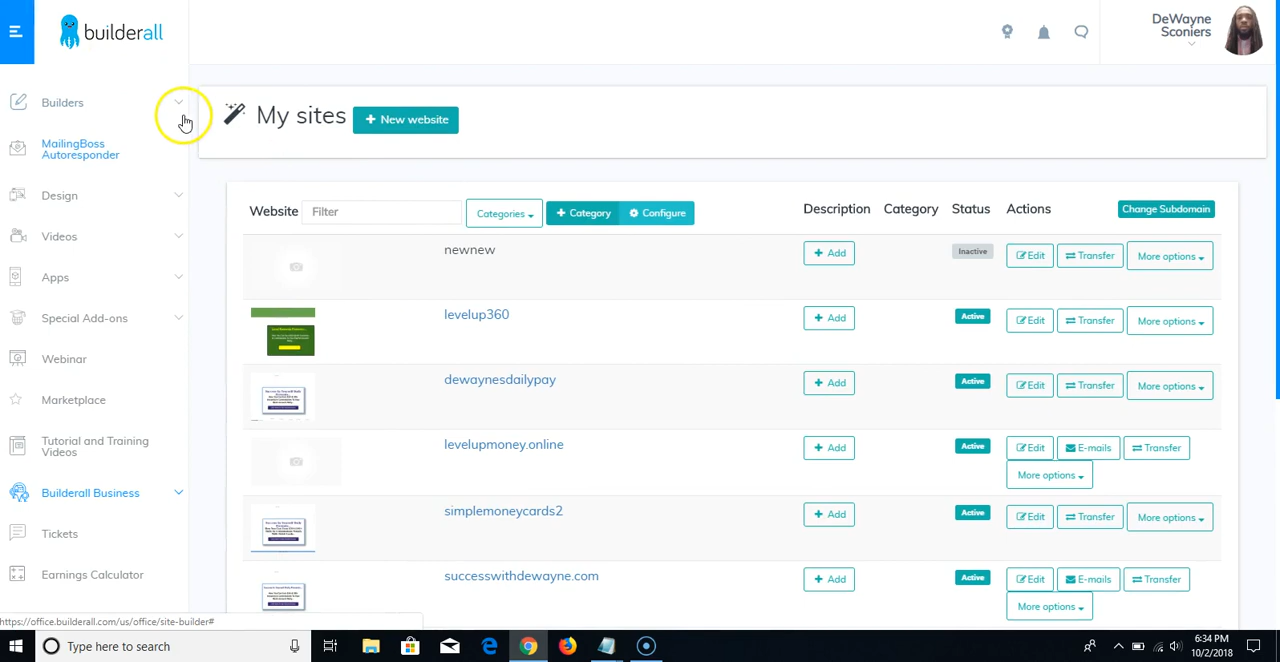 builderall
DeWayne
Sconiers
Builders
MailingBoss
Autoresponder
Design
Videos
Apps
Special Add-ons
Webinar
Marketplace
Tutorial and Training
Videos
Builderall Business
Tickets
Earnings Calculator
My sites
+ New website
Website
Filter
Categories
+ Category
Configure
Description
Category
Status
Actions
Change Subdomain
newnew
+ Add
Inactive
Edit
Transfer
More options
levelup360
+ Add
Active
Edit
Transfer
More options
dewaynesdailypay
+ Add
Active
Edit
Transfer
More options
levelupmoney.online
+ Add
Active
Edit
E-mails
Transfer
More options
simplemoneycards2
+ Add
Active
Edit
Transfer
More options
successwithdewayne.com
+ Add
Active
Edit
E-mails
Transfer
More options
https://office.builderall.com/us/office/site-builder#
Type here to search
6:34 PM
10/2/2018